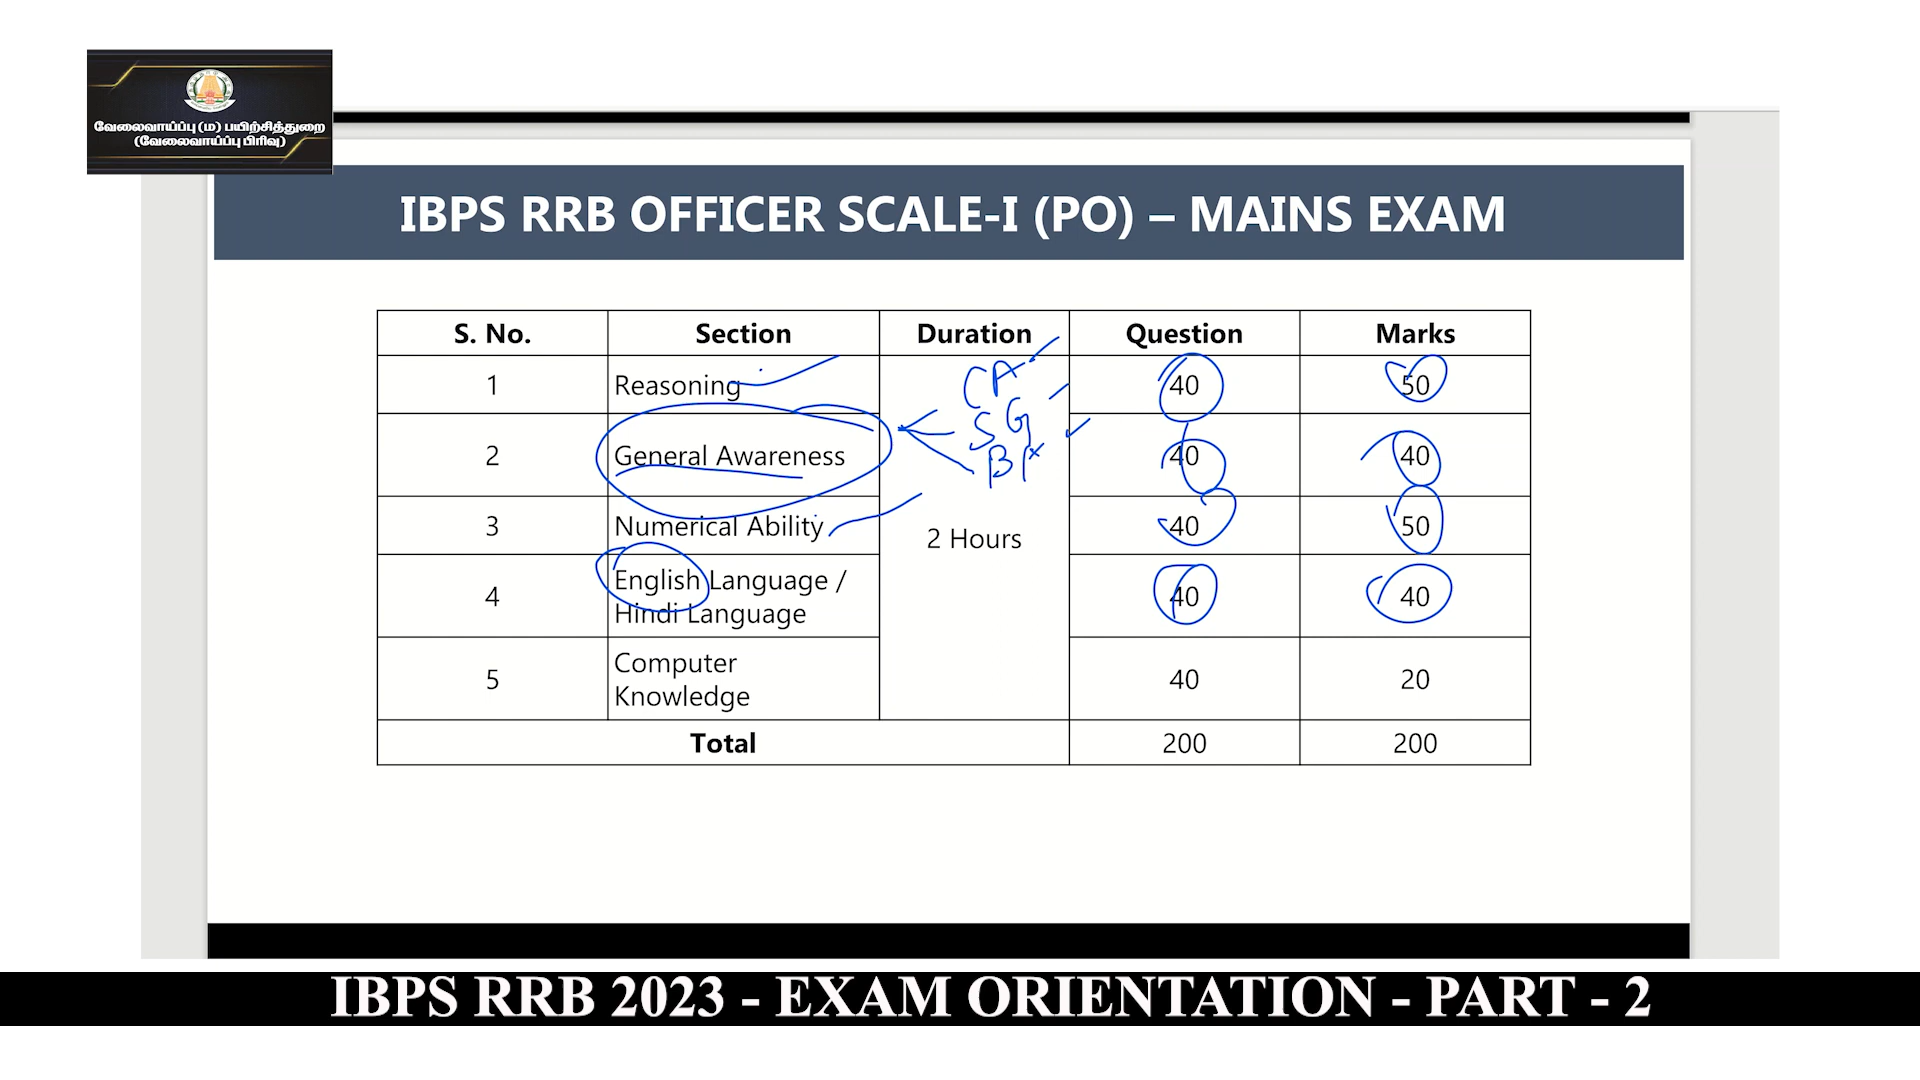 வேலைவாய்ப்பு (ம) பயிற்சித்துறை
(வேலைவாய்ப்பு பிரிவு)
IBPS RRB OFFICER SCALE-I (PO) – MAINS EXAM
S. No. Section Duration Question Marks
1 Reasoning 40 50
CA
SG
2 General Awareness 40 40
3 Numerical Ability 40 50
2 Hours
4 English Language / Hindi Language 40 40
5 Computer Knowledge 40 20
Total 200 200
IBPS RRB 2023 - EXAM ORIENTATION - PART - 2